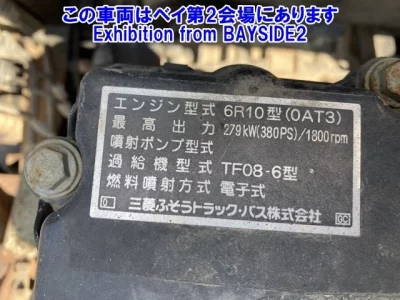 この車両はベイ第2会場にあります
Exhibition from BAYSIDE2
エンジン型式 6R10型(0AT3)
最高出力 279kW(380PS)/1800rpm
噴射ポンプ型式
過給機型式 TF08-6型
燃料噴射方式 電子式
三菱ふそうトラック・バス株式会社